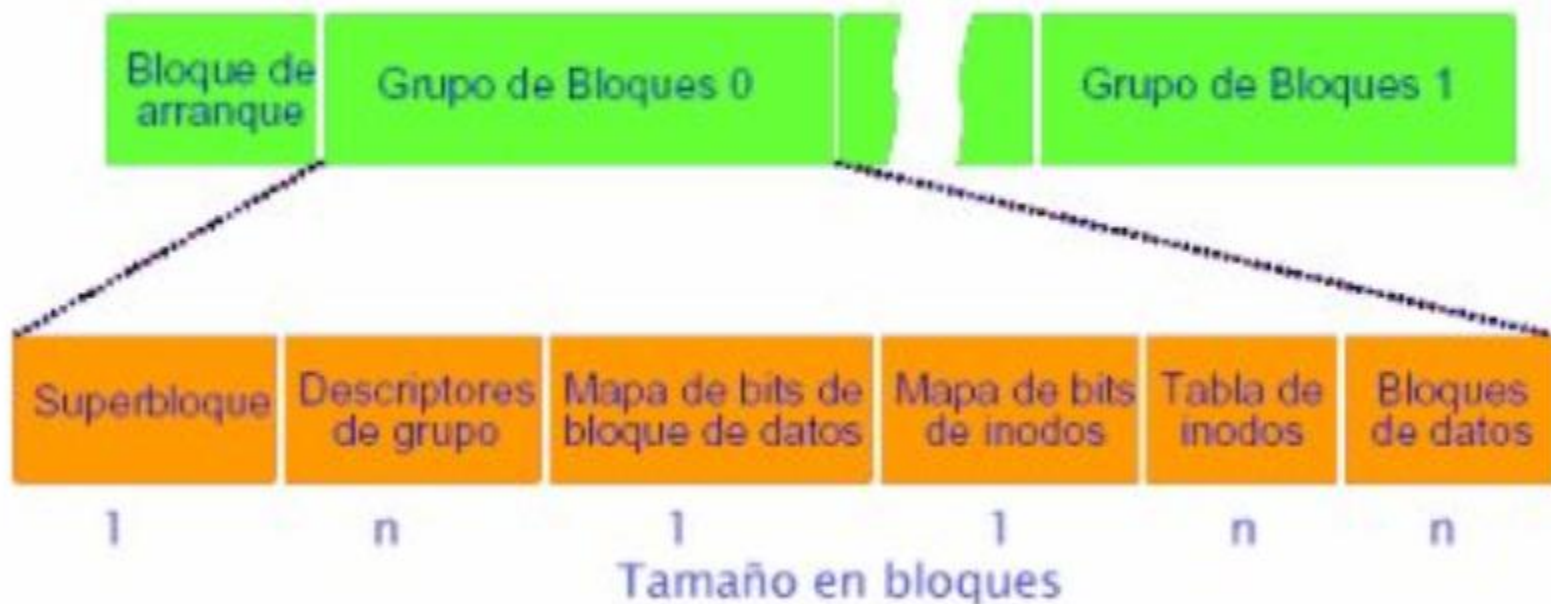 Bloque de
arranque
Grupo de Bloques 0
Grupo de Bloques 1
Superbloque
Descriptores
de grupo
Mapa de bits de
bloque de datos
Mapa de bits
de inodos
Tabla de
inodos
Bloques
de datos
1
n
1
1
n
n
Tamaño en bloques